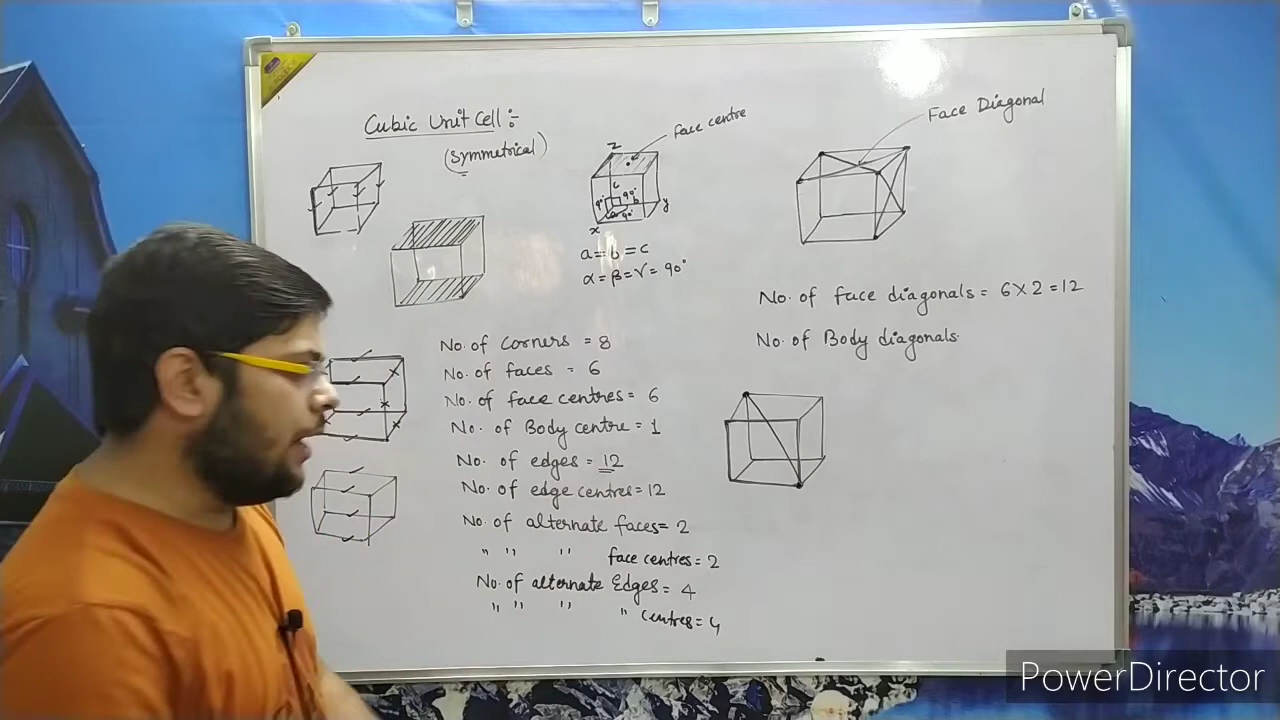 Cubic Unit Cell :-
(Symmetrical)
Face centre
z
c
90°
90°
b
a
90°
y
x
a = b = c
α = β = γ = 90°
No. of corners = 8
No. of faces = 6
No. of face centres = 6
No. of Body centre = 1
No. of edges = 12
No. of edge centres = 12
No. of alternate faces = 2
" " " face centres = 2
No. of alternate Edges = 4
" " " " centres = 4
Face Diagonal
No. of face diagonals = 6 × 2 = 12
No. of Body diagonals
PowerDirector